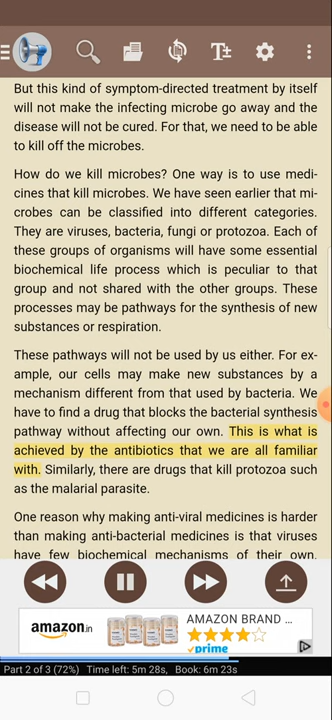 But this kind of symptom-directed treatment by itself
will not make the infecting microbe go away and the
disease will not be cured. For that, we need to be able
to kill off the microbes.
How do we kill microbes? One way is to use medi-
cines that kill microbes. We have seen earlier that mi-
crobes can be classified into different categories.
They are viruses, bacteria, fungi or protozoa. Each of
these groups of organisms will have some essential
biochemical life process which is peculiar to that
group and not shared with the other groups. These
processes may be pathways for the synthesis of new
substances or respiration.
These pathways will not be used by us either. For ex-
ample, our cells may make new substances by a
mechanism different from that used by bacteria. We
have to find a drug that blocks the bacterial synthesis
pathway without affecting our own. This is what is
achieved by the antibiotics that we are all familiar
with. Similarly, there are drugs that kill protozoa such
as the malarial parasite.
One reason why making anti-viral medicines is harder
than making anti-bacterial medicines is that viruses
have few biochemical mechanisms of their own.
amazon.in
AMAZON BRAND ...
prime
Part 2 of 3 (72%) Time left: 5m 28s, Book: 6m 23s